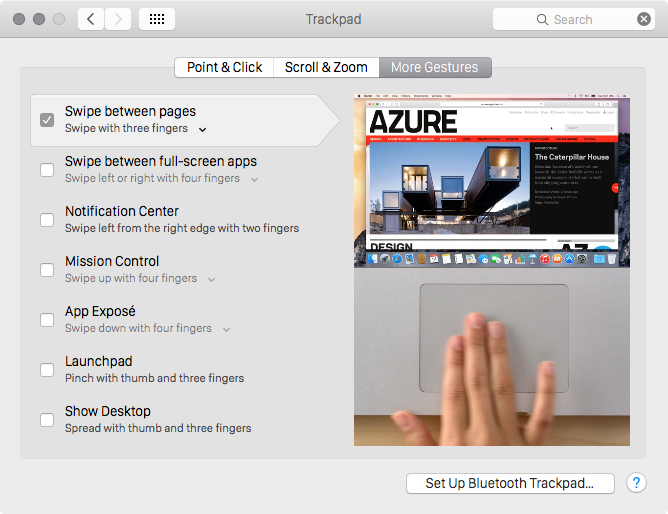 Trackpad
Search
Point & Click
Scroll & Zoom
More Gestures
Swipe between pages
Swipe with three fingers
Swipe between full-screen apps
Swipe left or right with four fingers
Notification Center
Swipe left from the right edge with two fingers
Mission Control
Swipe up with four fingers
App Exposé
Swipe down with four fingers
Launchpad
Pinch with thumb and three fingers
Show Desktop
Spread with thumb and three fingers
AZURE
The Caterpillar House
DESIGN
AZ
Set Up Bluetooth Trackpad...
?